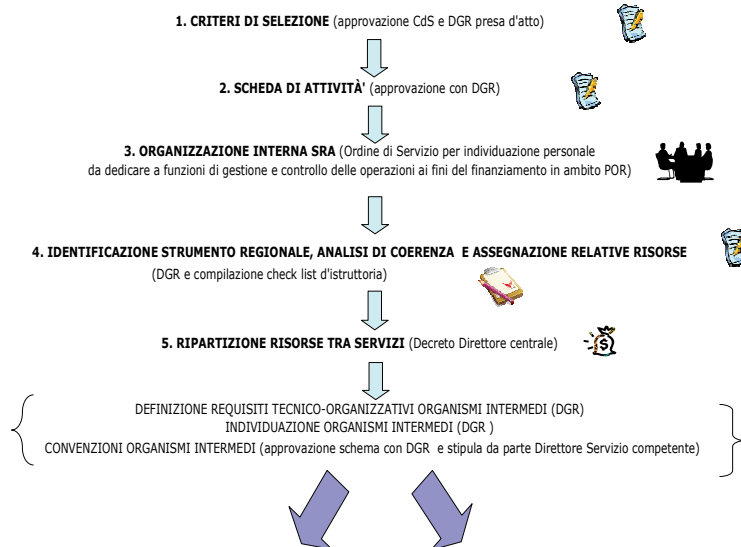 1. CRITERI DI SELEZIONE (approvazione CdS e DGR presa d'atto)
2. SCHEDA DI ATTIVITÀ' (approvazione con DGR)
3. ORGANIZZAZIONE INTERNA SRA (Ordine di Servizio per individuazione personale
da dedicare a funzioni di gestione e controllo delle operazioni ai fini del finanziamento in ambito POR)
4. IDENTIFICAZIONE STRUMENTO REGIONALE, ANALISI DI COERENZA E ASSEGNAZIONE RELATIVE RISORSE
(DGR e compilazione check list d'istruttoria)
5. RIPARTIZIONE RISORSE TRA SERVIZI (Decreto Direttore centrale)
$
DEFINIZIONE REQUISITI TECNICO-ORGANIZZATIVI ORGANISMI INTERMEDI (DGR)
INDIVIDUAZIONE ORGANISMI INTERMEDI (DGR )
CONVENZIONI ORGANISMI INTERMEDI (approvazione schema con DGR e stipula da parte Direttore Servizio competente)